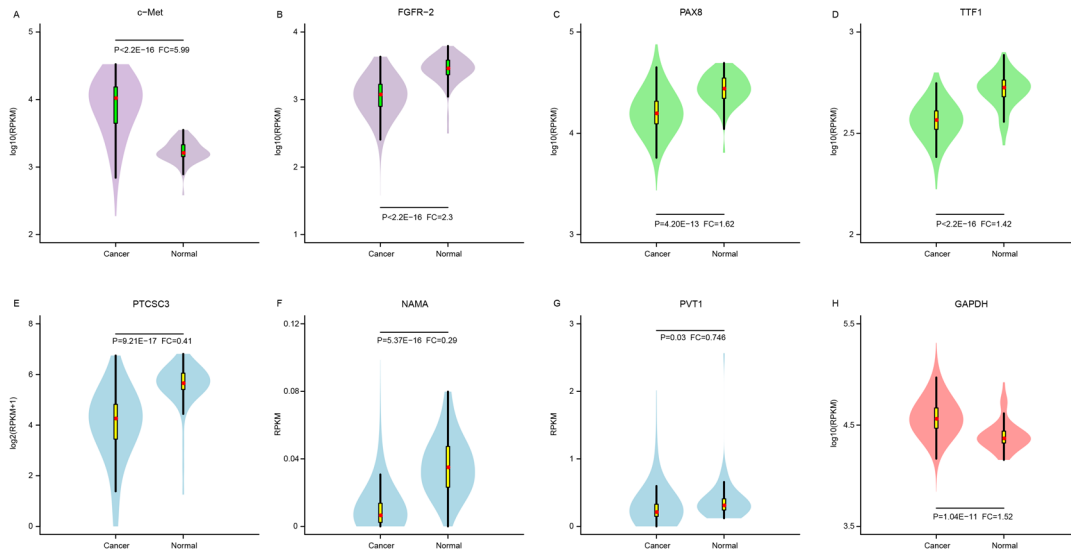 A
c−Met
log10(RPKM)
5
4
3
2
P<2.2E−16 FC=5.99
Cancer
Normal
B
FGFR−2
log10(RPKM)
4
3
2
1
P<2.2E−16 FC=2.3
Cancer
Normal
C
PAX8
log10(RPKM)
5
4
3
P=4.20E−13 FC=1.62
Cancer
Normal
D
TTF1
log10(RPKM)
3
2.5
2
P<2.2E−16 FC=1.42
Cancer
Normal
E
PTCSC3
log2(RPKM+1)
8
6
4
2
0
P=9.21E−17 FC=0.41
Cancer
Normal
F
NAMA
RPKM
0.12
0.08
0.04
0
P=5.37E−16 FC=0.29
Cancer
Normal
G
PVT1
RPKM
3
2
1
0
P=0.03 FC=0.746
Cancer
Normal
H
GAPDH
log10(RPKM)
5.5
4.5
3.5
P=1.04E−11 FC=1.52
Cancer
Normal